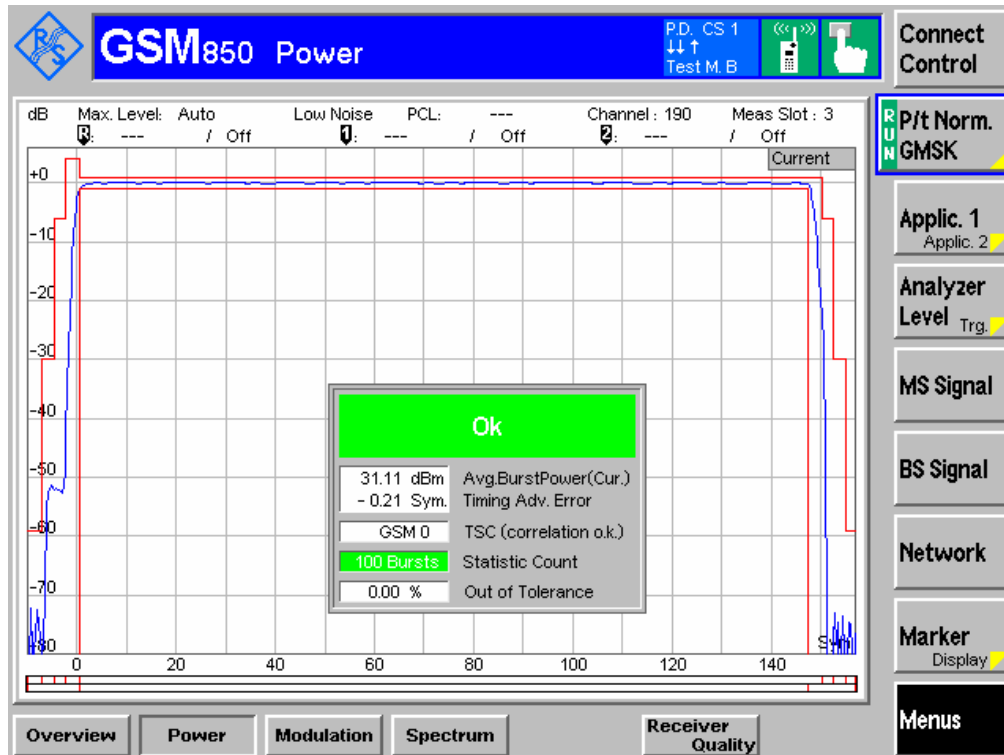 R S
GSM850 Power
P.D. CS 1
Test M. B
Connect Control
dB Max. Level: Auto Low Noise PCL: --- Channel : 190 Meas Slot : 3
R: --- / Off 1: --- / Off 2: --- / Off
Current
RUN
P/t Norm.
GMSK
Applic. 1
Applic. 2
Analyzer
Level Trg.
MS Signal
BS Signal
Network
Marker
Display
Menus
+0
-10
-20
-30
-40
-50
-60
-70
-80
Ok
31.11 dBm Avg.BurstPower(Cur.)
- 0.21 Sym. Timing Adv. Error
GSM 0 TSC (correlation o.k.)
100 Bursts Statistic Count
0.00 % Out of Tolerance
0 20 40 60 80 100 120 140
Overview Power Modulation Spectrum Receiver Quality